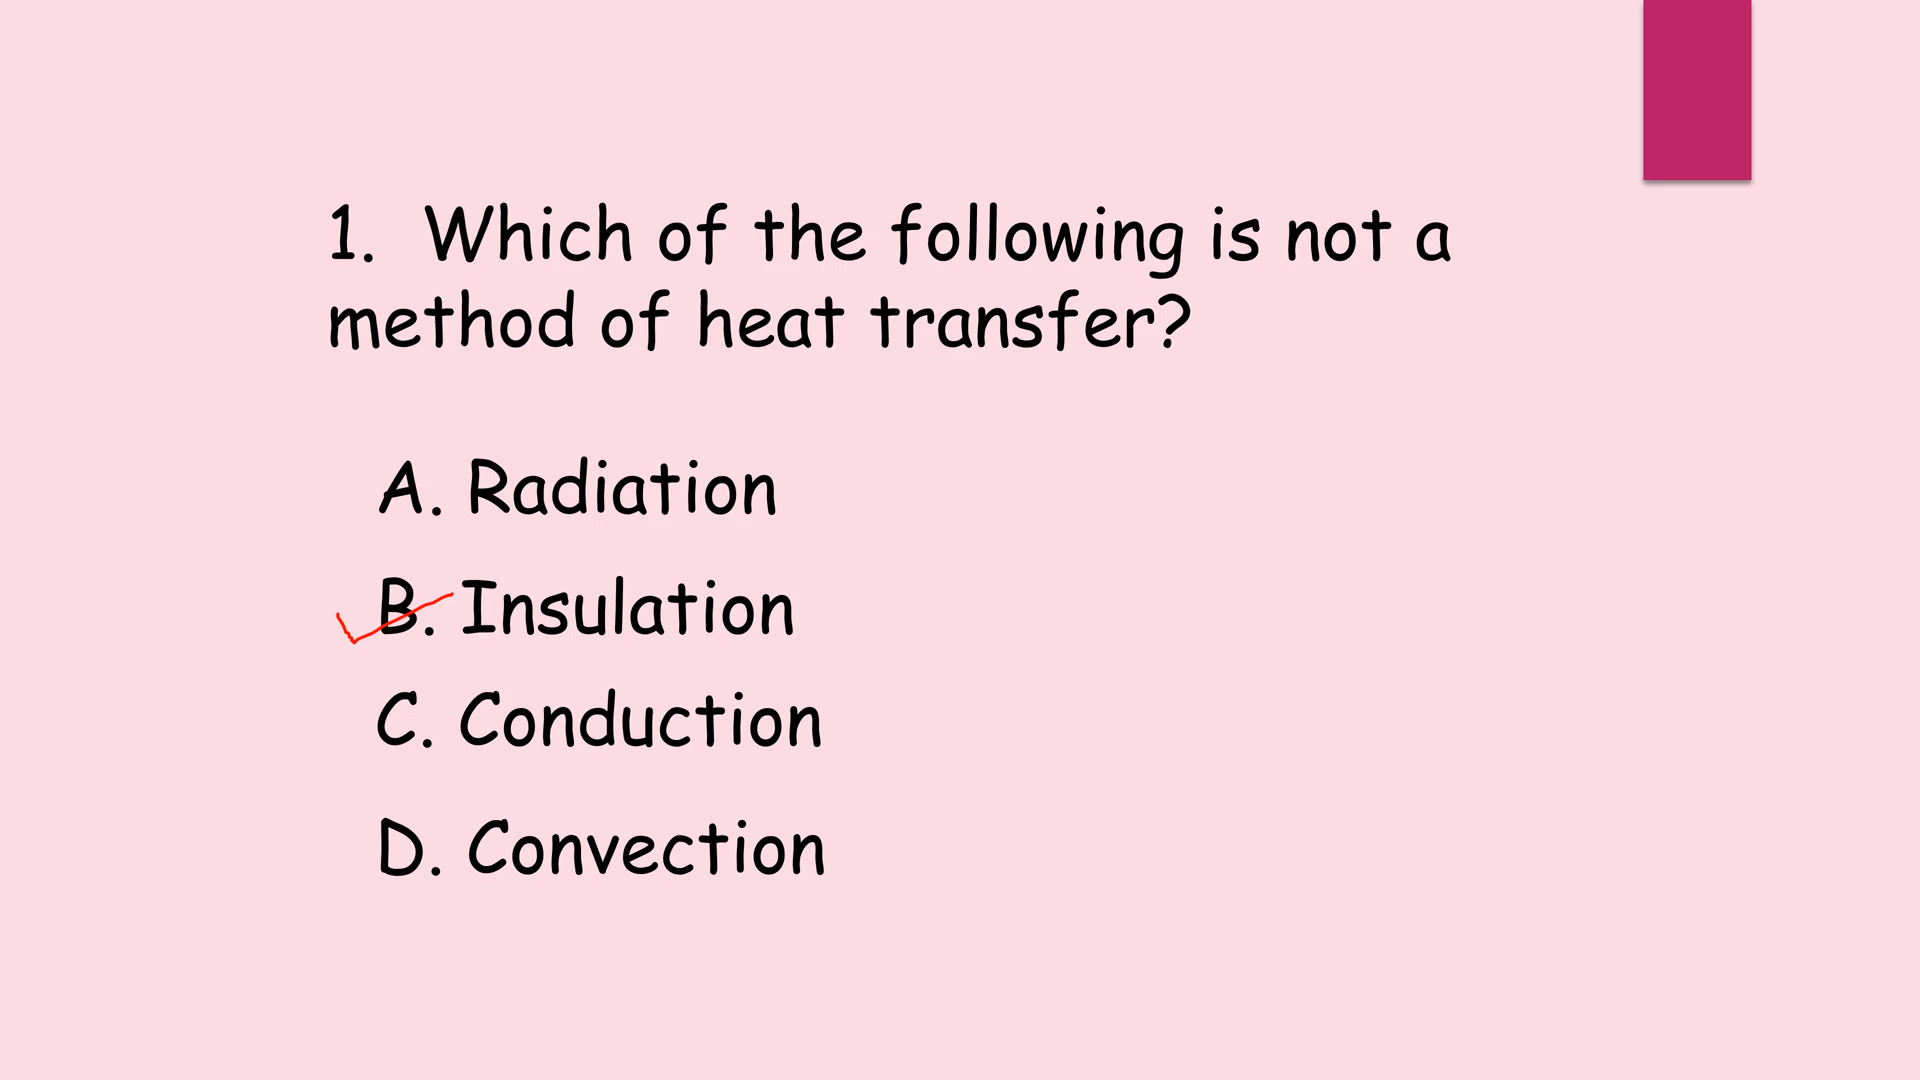 1. Which of the following is not a
method of heat transfer?
A. Radiation
B. Insulation
C. Conduction
D. Convection